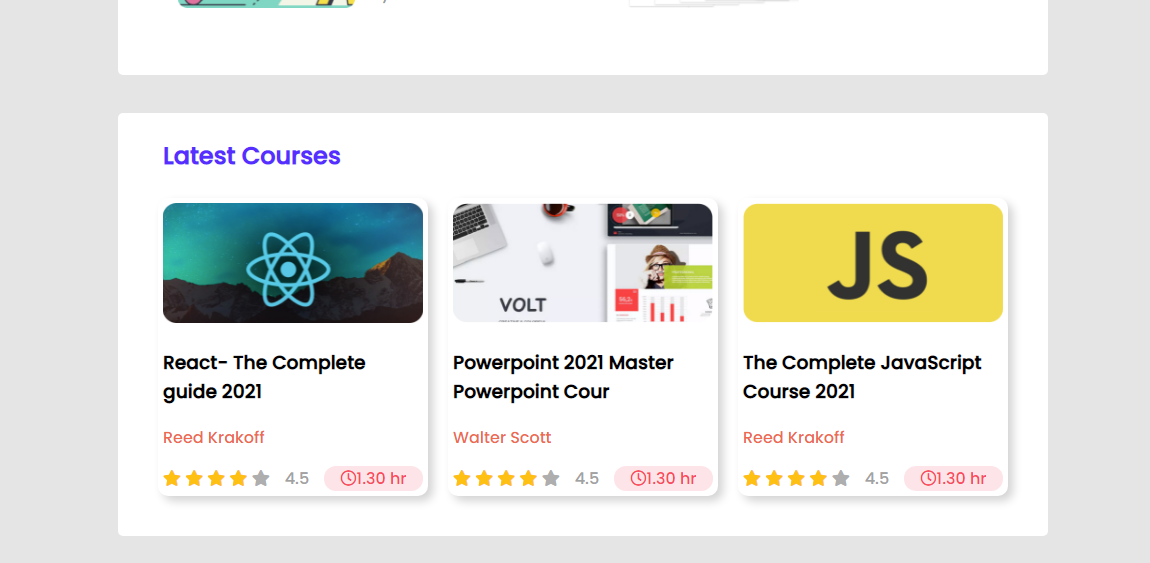 Latest Courses
VOLT
JS
React- The Complete
guide 2021
Powerpoint 2021 Master
Powerpoint Cour
The Complete JavaScript
Course 2021
Reed Krakoff
Walter Scott
Reed Krakoff
4.5 1.30 hr
4.5 1.30 hr
4.5 1.30 hr